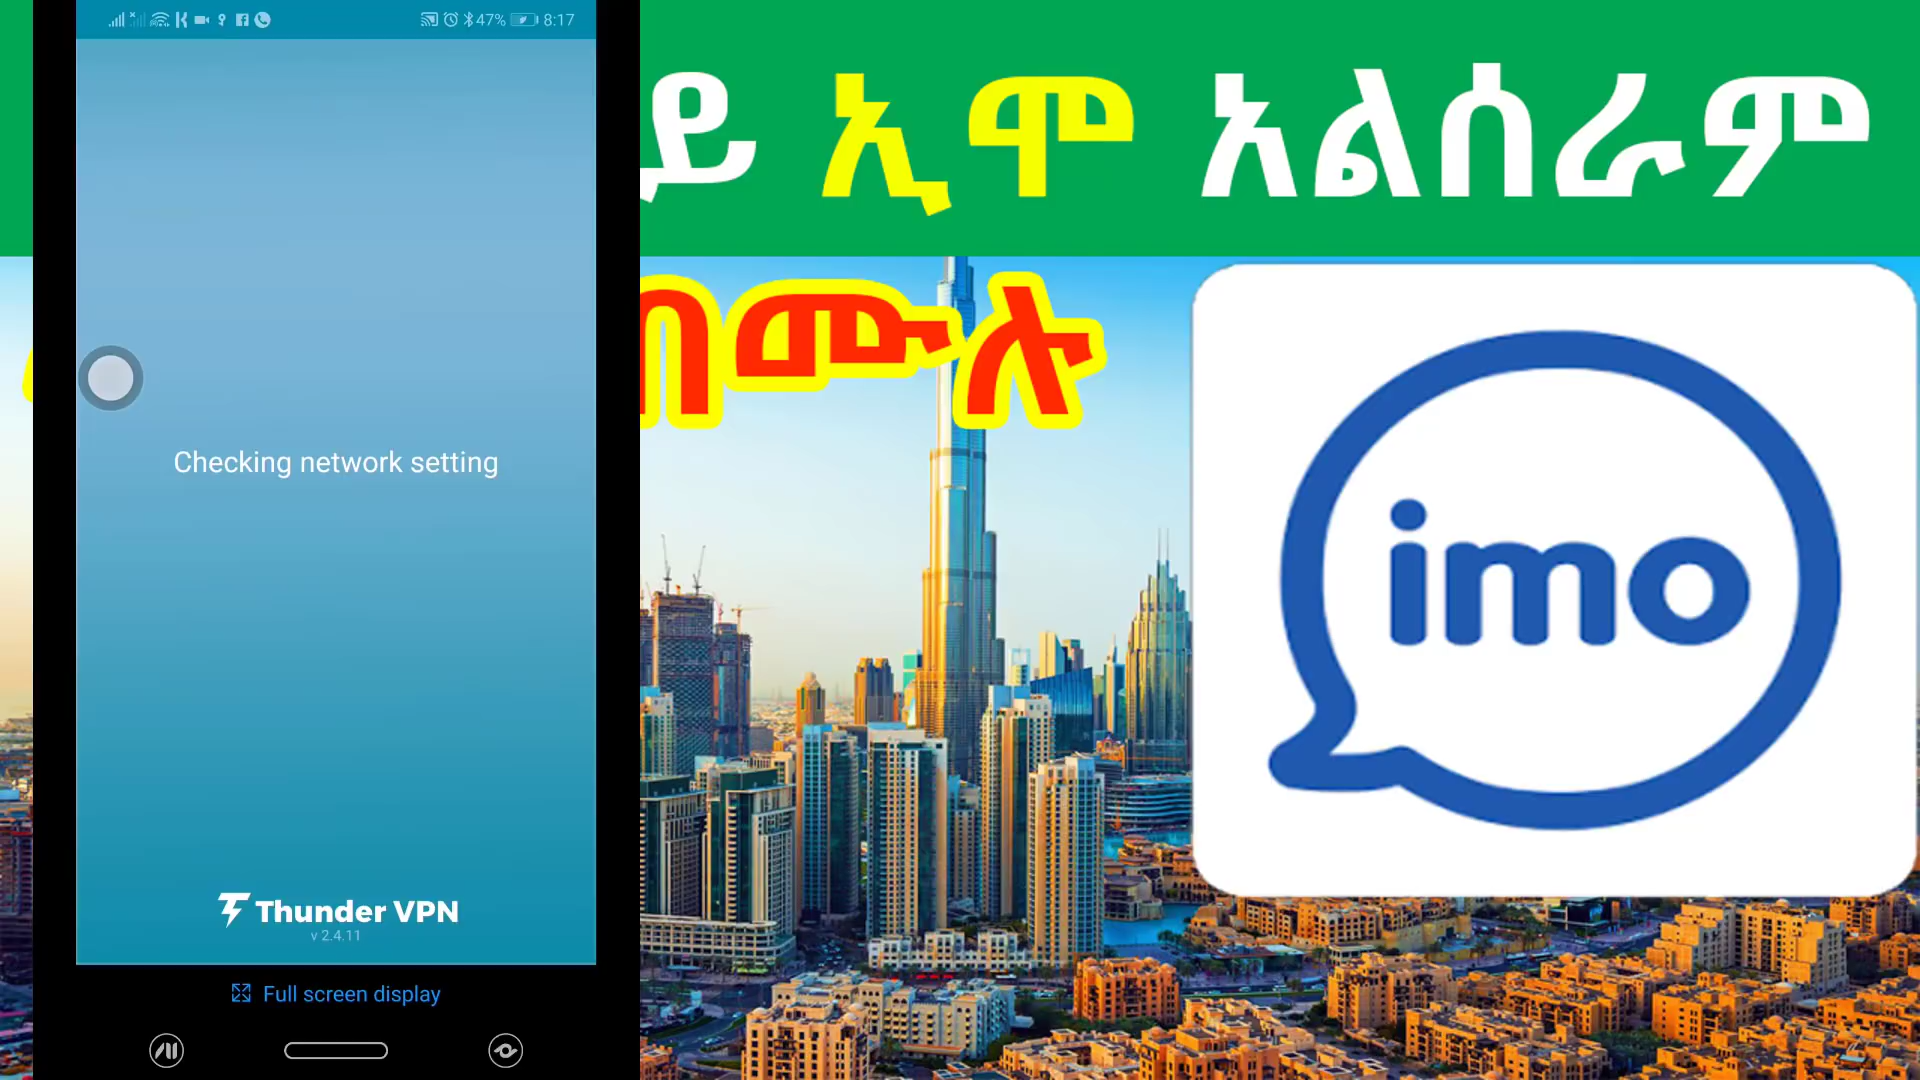 47% 8:17
Checking network setting
Thunder VPN
v 2.4.11
Full screen display
ይ ኢሞ አልሰራም
በሙሉ
imo